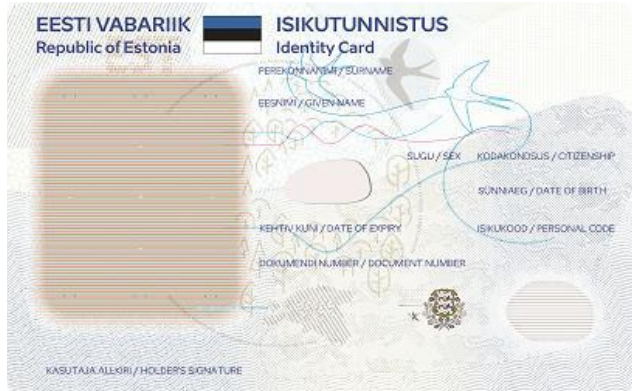 EESTI VABARIIK
Republic of Estonia
ISIKUTUNNISTUS
Identity Card
PEREKONNANIMI / SURNAME
EESNIMI / GIVEN NAME
SUGU / SEX KODAKONDSUS / CITIZENSHIP
SÜNNIAEG / DATE OF BIRTH
KEHTIV KUNI / DATE OF EXPIRY ISIKUKOOD / PERSONAL CODE
DOKUMENDI NUMBER / DOCUMENT NUMBER
KASUTAJA ALLKIRI / HOLDER'S SIGNATURE